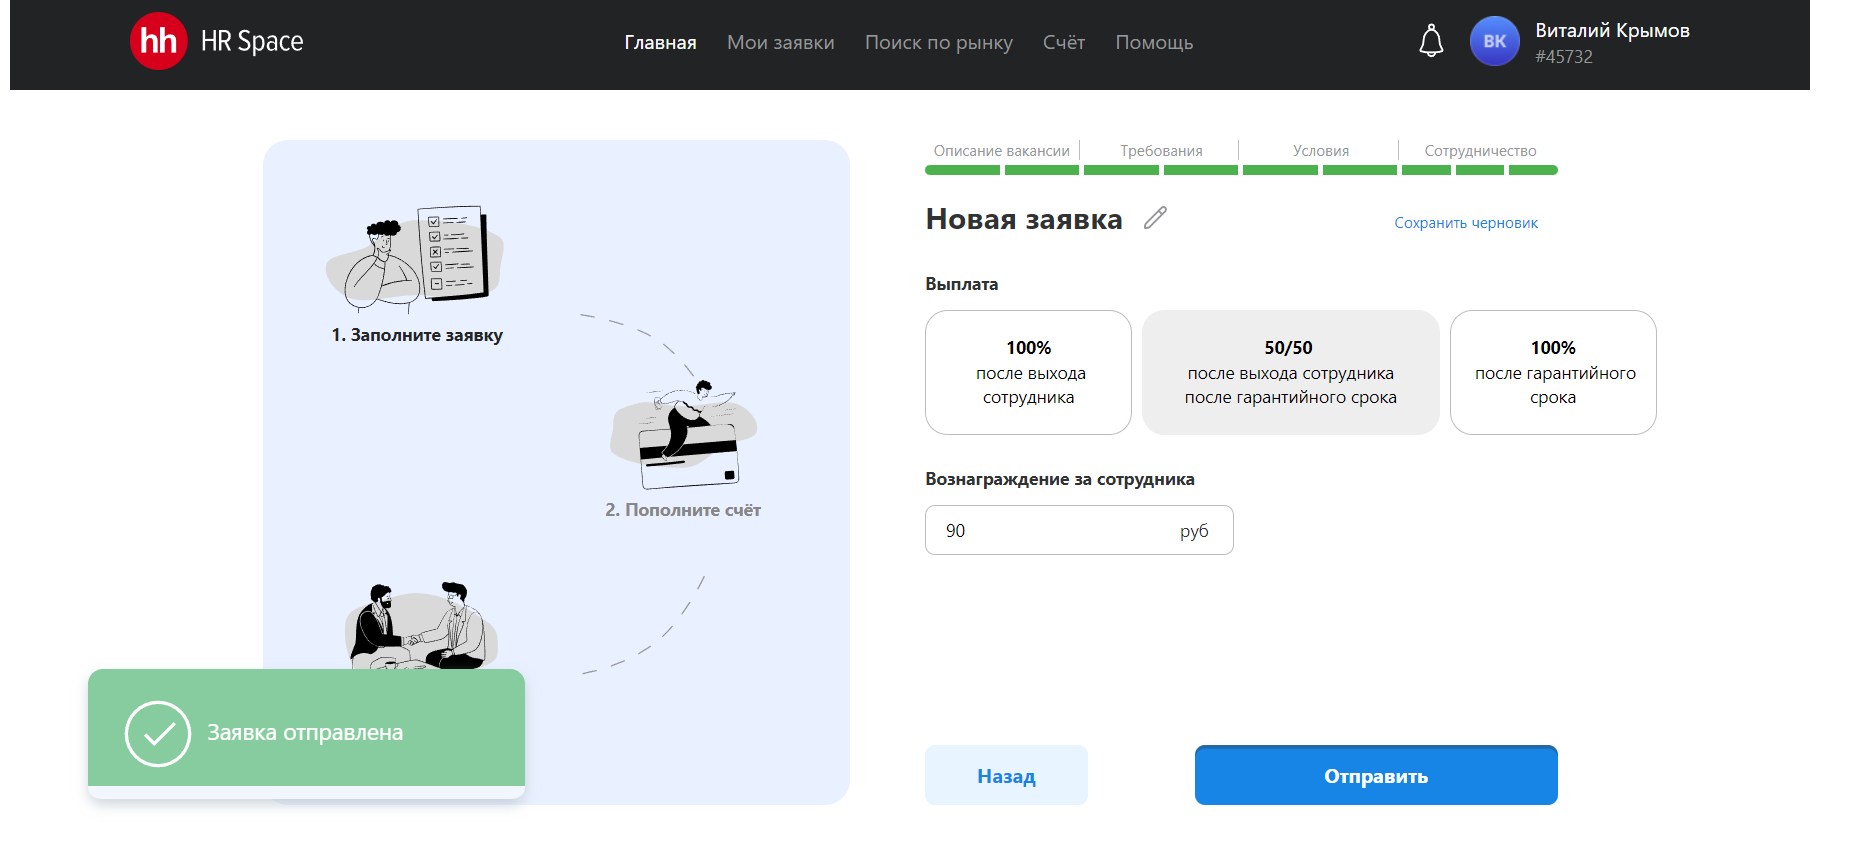 hh HR Space
Главная Мои заявки Поиск по рынку Счёт Помощь
ВК
Виталий Крымов
#45732
1. Заполните заявку
2. Пополните счёт
Заявка отправлена
Описание вакансии Требования Условия Сотрудничество
Новая заявка
Сохранить черновик
Выплата
100%
после выхода
сотрудника
50/50
после выхода сотрудника
после гарантийного срока
100%
после гарантийного
срока
Вознаграждение за сотрудника
90 руб
Назад
Отправить